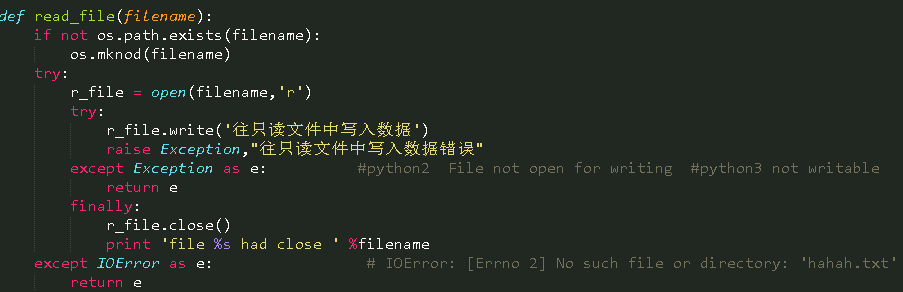 def read_file(filename):
    if not os.path.exists(filename):
        os.mknod(filename)
    try:
        r_file = open(filename,'r')
        try:
            r_file.write('往只读文件中写入数据')
            raise Exception,"往只读文件中写入数据错误"
        except Exception as e:          #python2  File not open for writing  #python3 not writable
            return e
        finally:
            r_file.close()
            print 'file %s had close ' %filename
    except IOError as e:                 # IOError: [Errno 2] No such file or directory: 'hahah.txt'
        return e